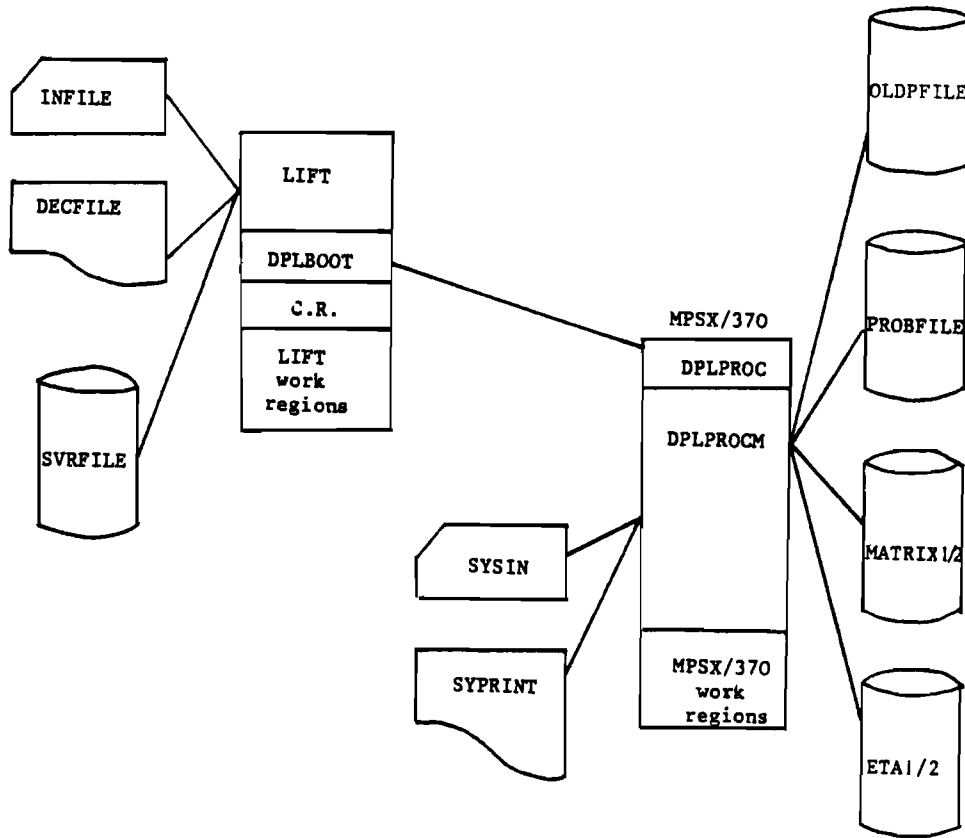 INFILE
DECFILE
SVRFILE
LIFT
DPLBOOT
C.R.
LIFT
work
regions
MPSX/370
DPLPROC
DPLPROCM
MPSX/370
work
regions
SYSIN
SYPRINT
OLDPFILE
PROBFILE
MATRIX1/2
ETA1/2